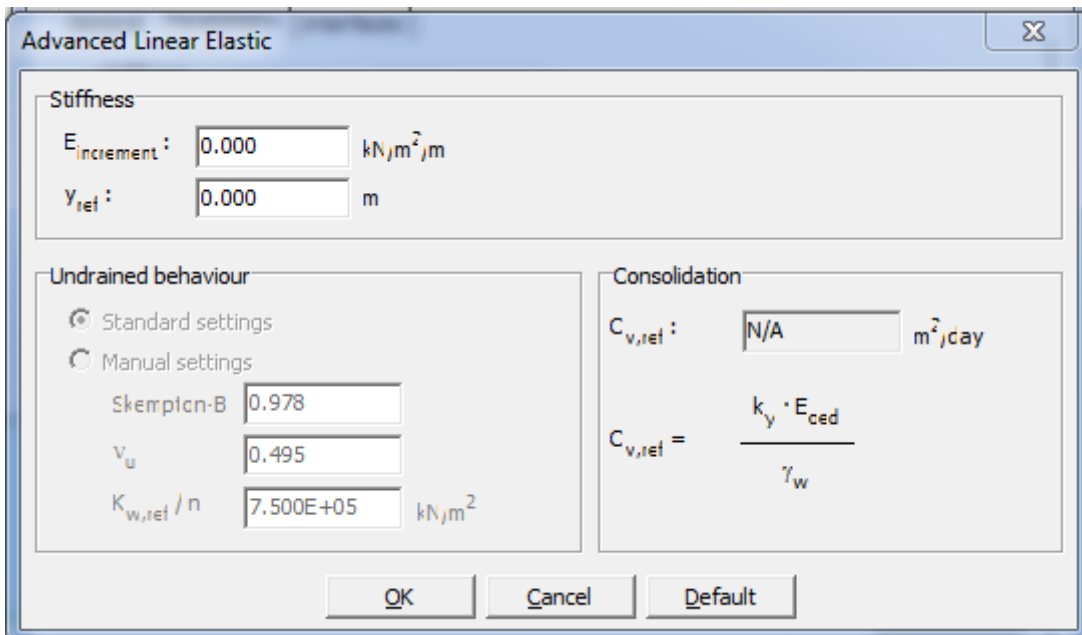 Advanced Linear Elastic
Stiffness
E increment : 0.000 kN/m²/m
y ref : 0.000 m
Undrained behaviour
Standard settings
Manual settings
Skempton-B 0.978
ν u 0.495
K w,ref / n 7.500E+05 kN/m²
Consolidation
C v,ref : N/A m²/day
C v,ref = k y · E oed
γ w
OK Cancel Default